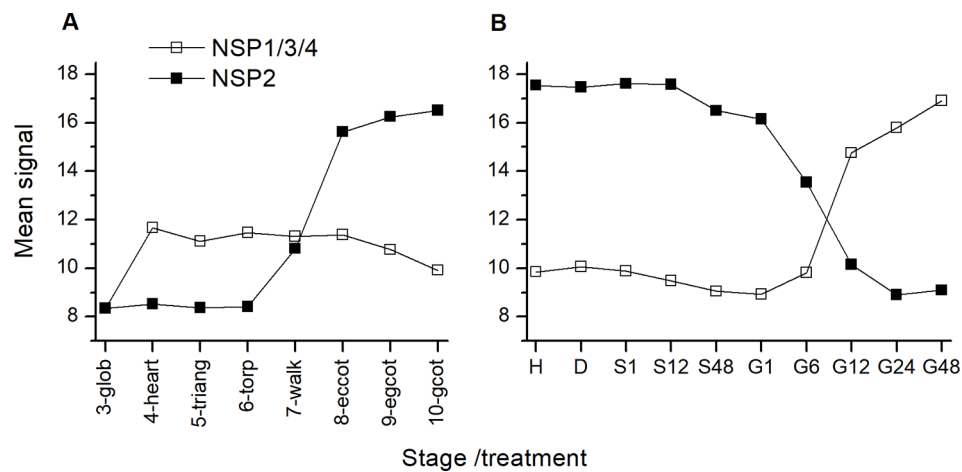 A
B
NSP1/3/4
NSP2
18
16
14
12
10
8
18
16
14
12
10
8
Mean signal
3-glob
4-heart
5-triang
6-torp
7-walk
8-eccot
9-egcot
10-gcot
H D S1 S12 S48 G1 G6 G12 G24 G48
Stage /treatment